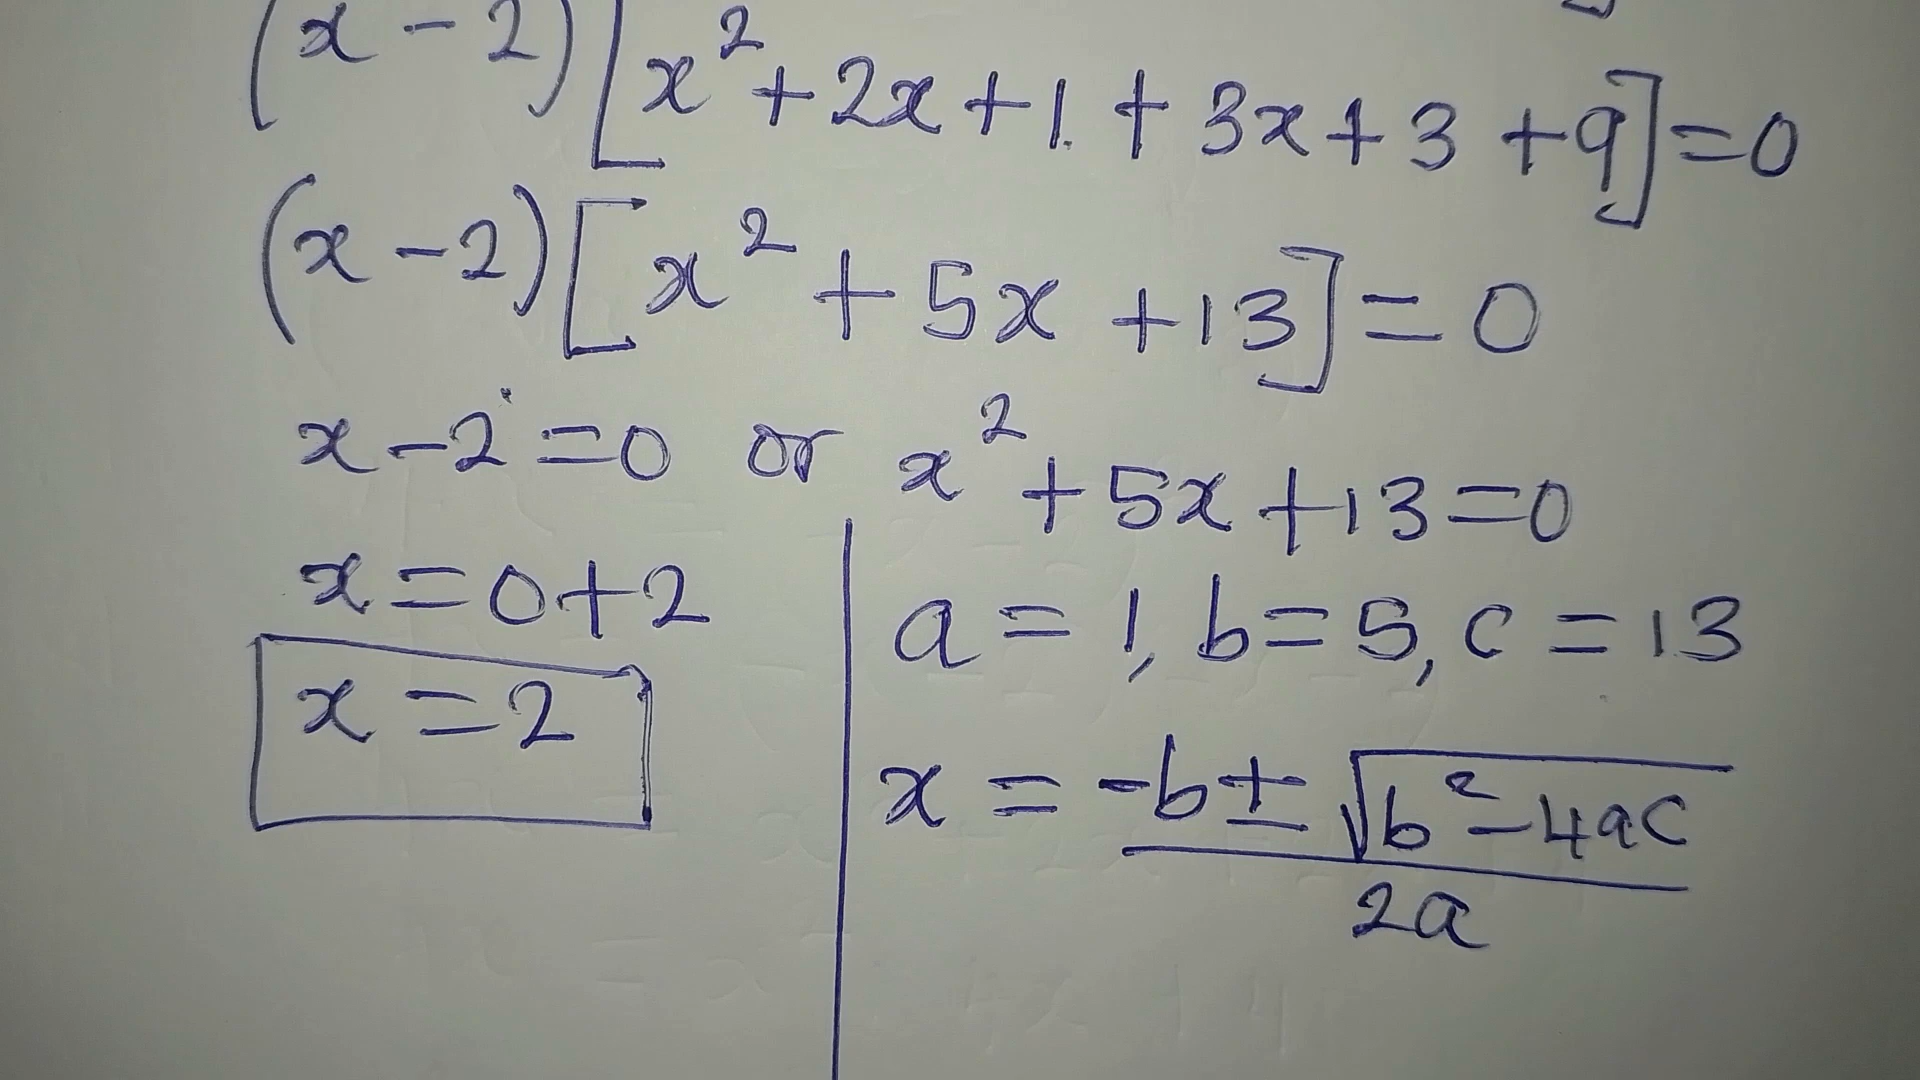 (x - 2)[x² + 2x + 1 + 3x + 3 + 9] = 0
(x - 2)[x² + 5x + 13] = 0
x - 2 = 0 or x² + 5x + 13 = 0
x = 0 + 2
x = 2
a = 1, b = 5, c = 13
x = -b ± √b² - 4ac
2a